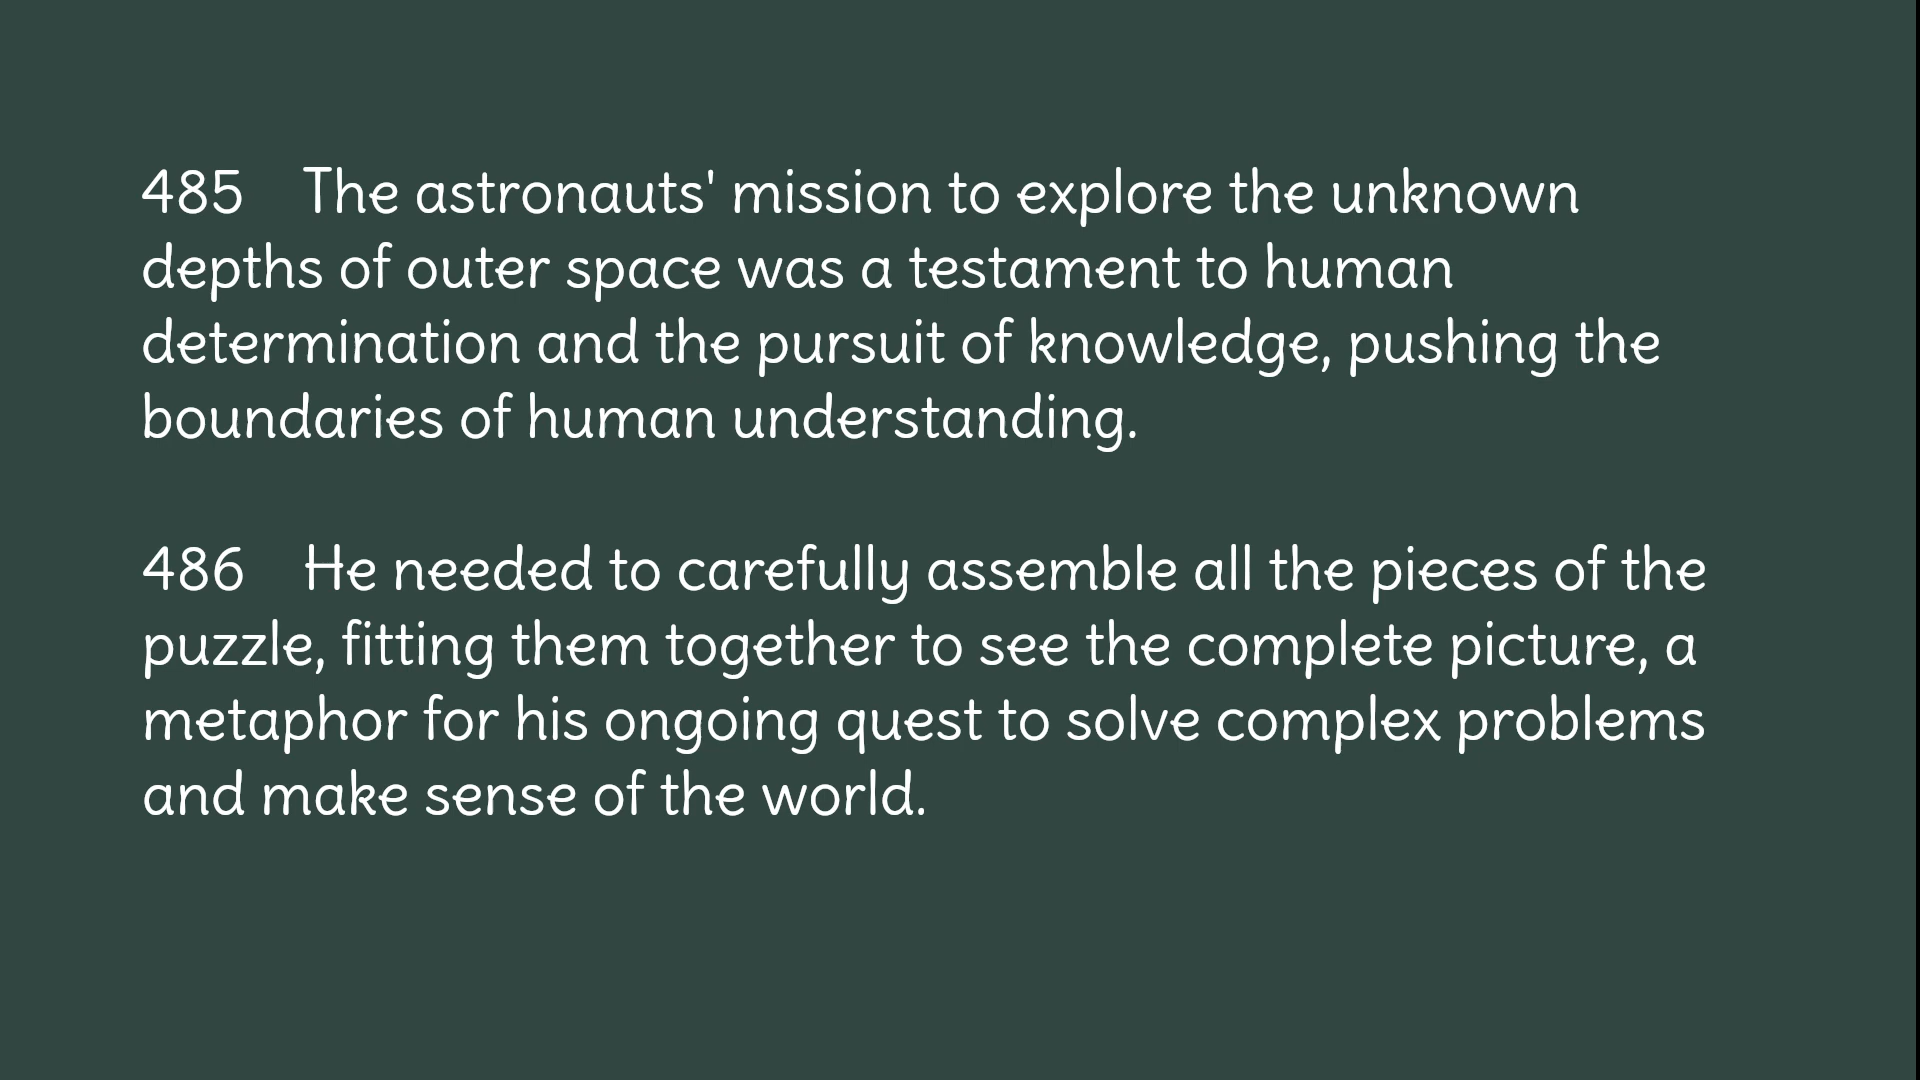 485 The astronauts' mission to explore the unknown
depths of outer space was a testament to human
determination and the pursuit of knowledge, pushing the
boundaries of human understanding.
486 He needed to carefully assemble all the pieces of the
puzzle, fitting them together to see the complete picture, a
metaphor for his ongoing quest to solve complex problems
and make sense of the world.